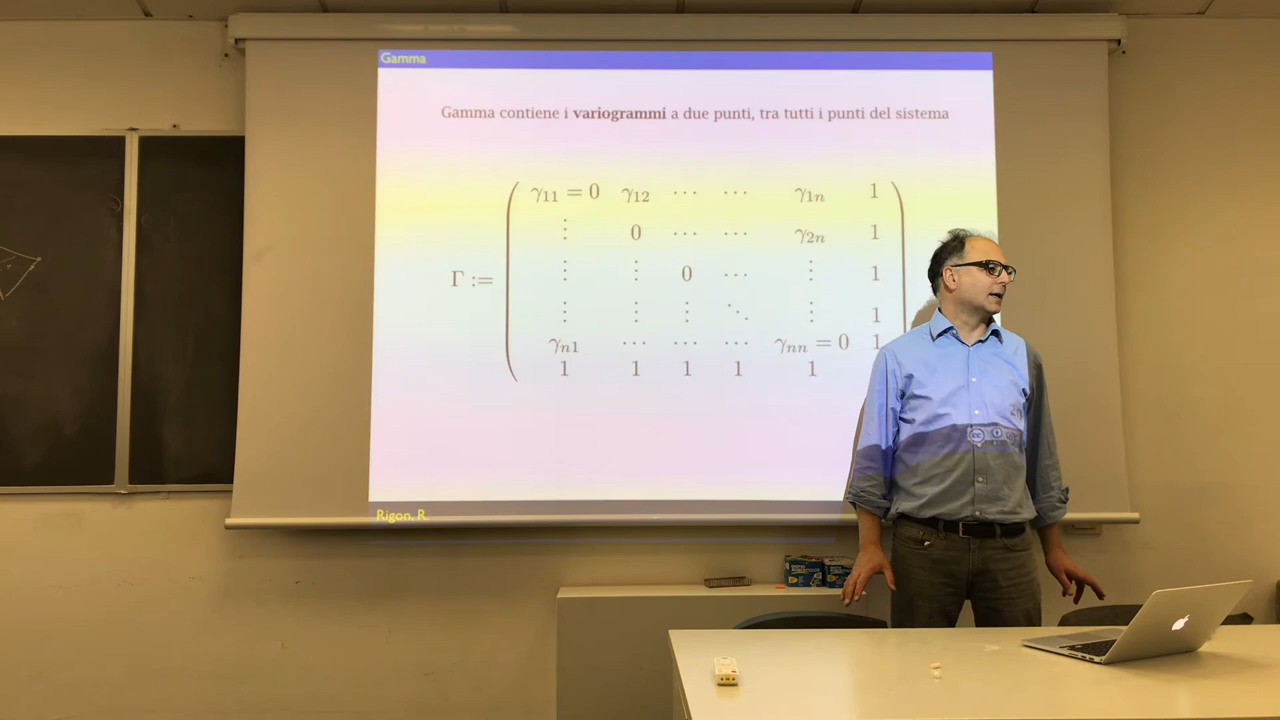 Gamma
Gamma contiene i variogrammi a due punti, tra tutti i punti del sistema
γ₁₁ = 0 γ₁₂ ⋯ ⋯ γ₁ₙ 1
⋮ 0 ⋯ ⋯ γ₂ₙ 1
Γ := ⋮ ⋮ 0 ⋯ ⋮ 1
⋮ ⋮ ⋮ ⋱ ⋮ 1
γₙ₁ ⋯ ⋯ ⋯ γₙₙ = 0 1
1 1 1 1 1
Rigon, R.
cc